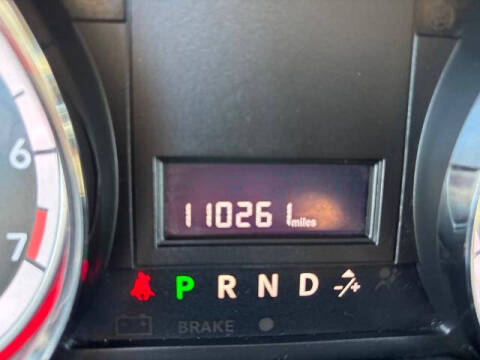 6
7
110261 miles
P R N D -/+
BRAKE